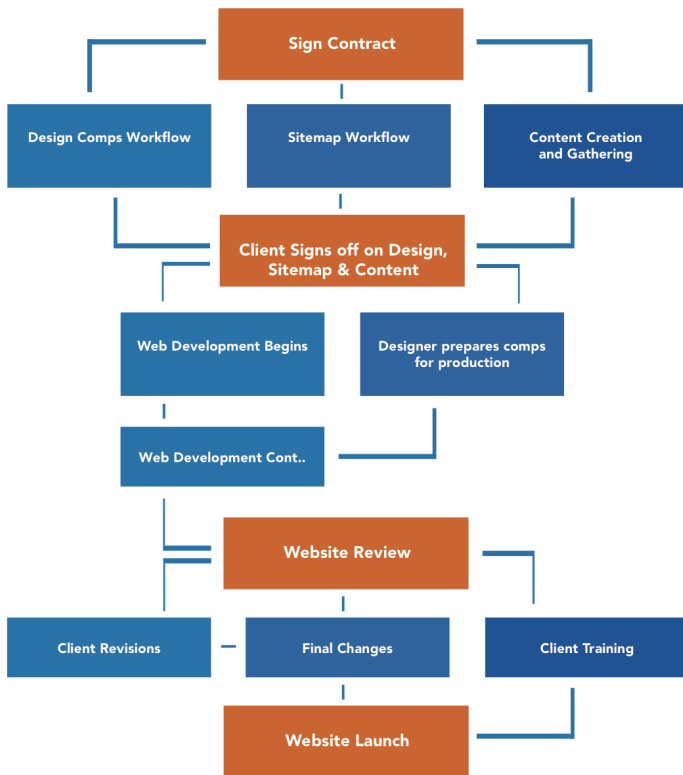 Sign Contract
Design Comps Workflow
Sitemap Workflow
Content Creation
and Gathering
Client Signs off on Design,
Sitemap & Content
Web Development Begins
Designer prepares comps
for production
Web Development Cont..
Website Review
Client Revisions
Final Changes
Client Training
Website Launch